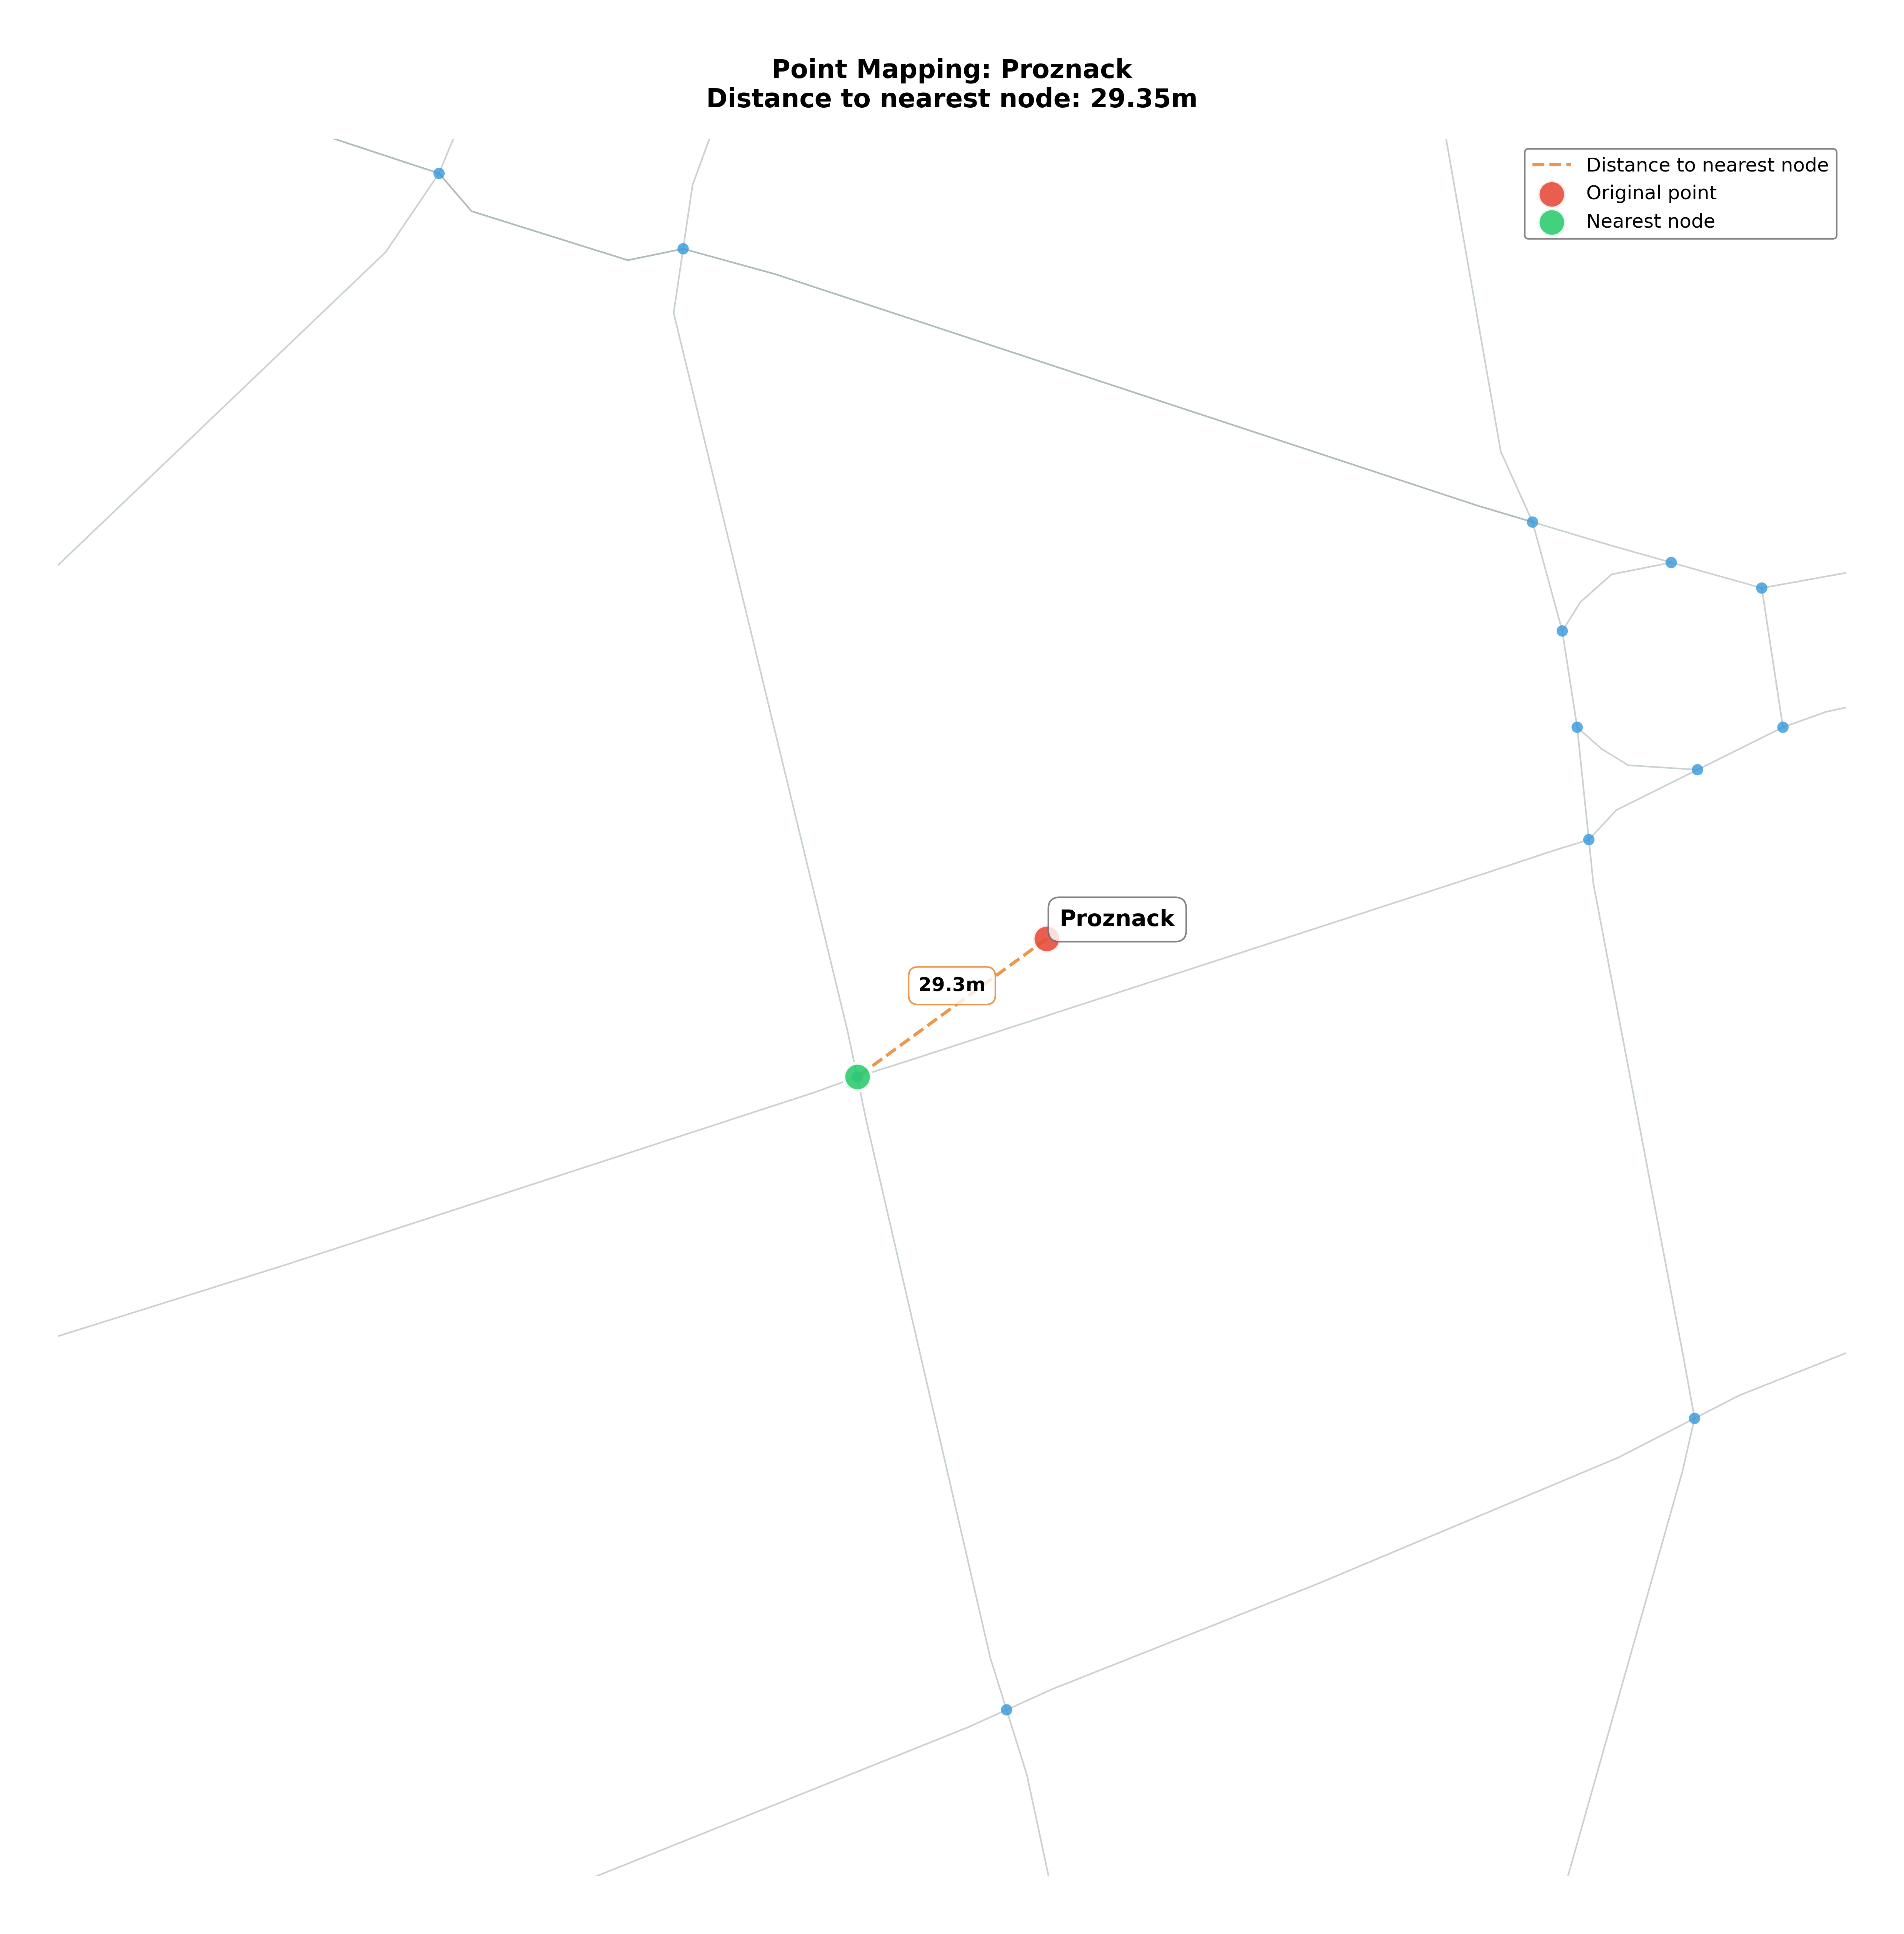 Point Mapping: Proznack
Distance to nearest node: 29.35m
Distance to nearest node
Original point
Nearest node
Proznack
29.3m